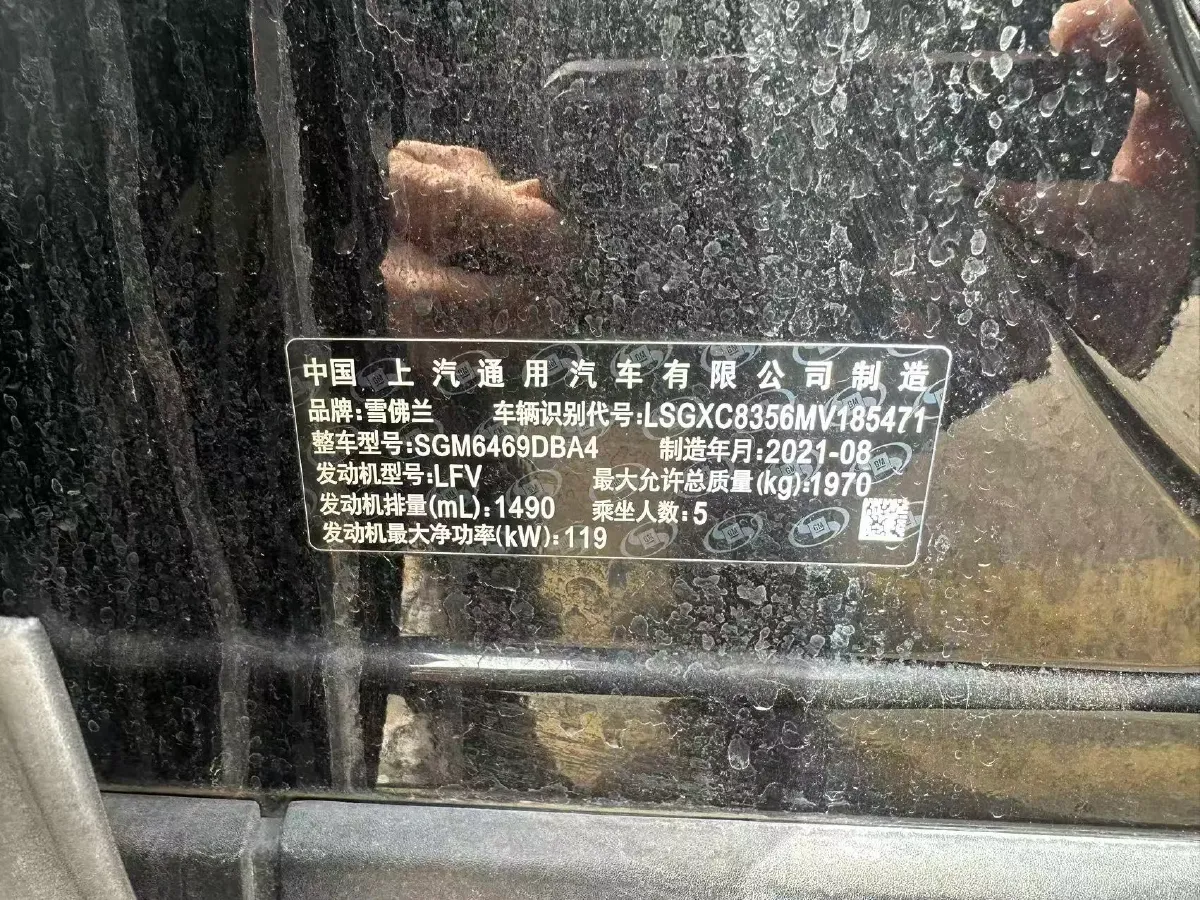 中国 上汽通用汽车有限公司制造
品牌:雪佛兰 车辆识别代号:LSGXC8356MV185471
整车型号:SGM6469DBA4 制造年月:2021-08
发动机型号:LFV 最大允许总质量(kg):1970
发动机排量(mL):1490 乘坐人数:5
发动机最大净功率(kW):119